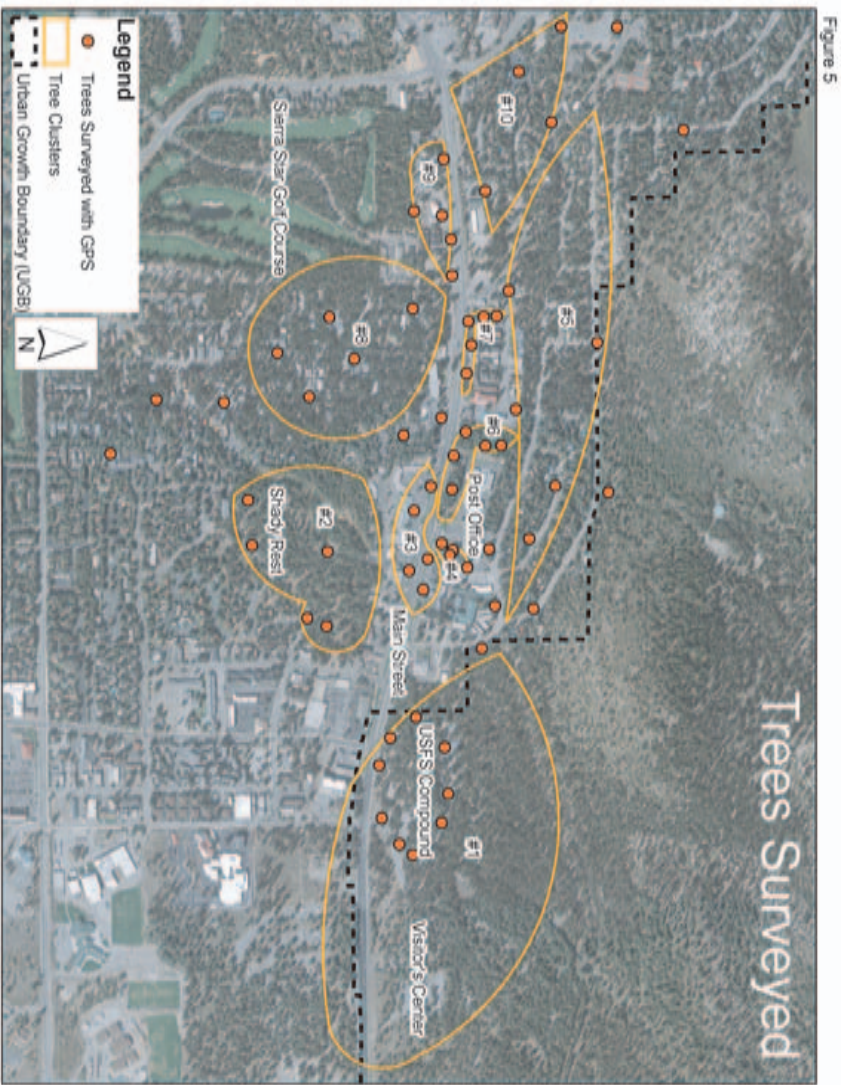 Figure 5
Trees Surveyed
#10
#9
#5
#7
#8
#6
Post Office
#4
#3
#2
Shady Rest
Main Street
#1
USFS Compound
Visitor's Center
Sierra Star Golf Course
Legend
Trees Surveyed with GPS
Tree Clusters
Urban Growth Boundary (UGB)
N